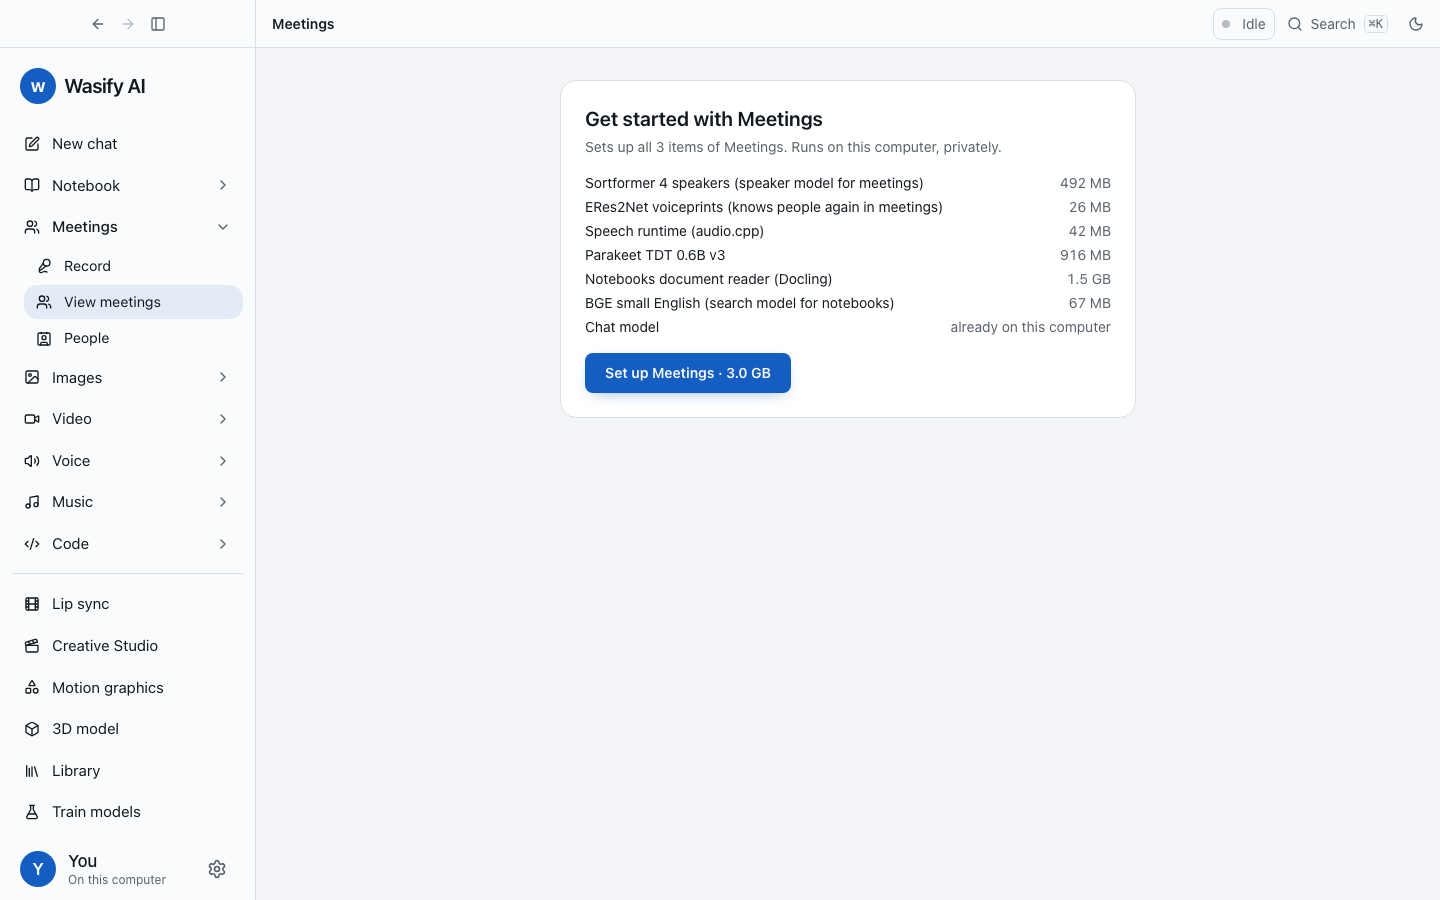 Meetings
Idle
Search ⌘K
W Wasify AI
New chat
Notebook
Meetings
Record
View meetings
People
Images
Video
Voice
Music
Code
Lip sync
Creative Studio
Motion graphics
3D model
Library
Train models
Y You
On this computer
Get started with Meetings
Sets up all 3 items of Meetings. Runs on this computer, privately.
Sortformer 4 speakers (speaker model for meetings) 492 MB
ERes2Net voiceprints (knows people again in meetings) 26 MB
Speech runtime (audio.cpp) 42 MB
Parakeet TDT 0.6B v3 916 MB
Notebooks document reader (Docling) 1.5 GB
BGE small English (search model for notebooks) 67 MB
Chat model already on this computer
Set up Meetings · 3.0 GB